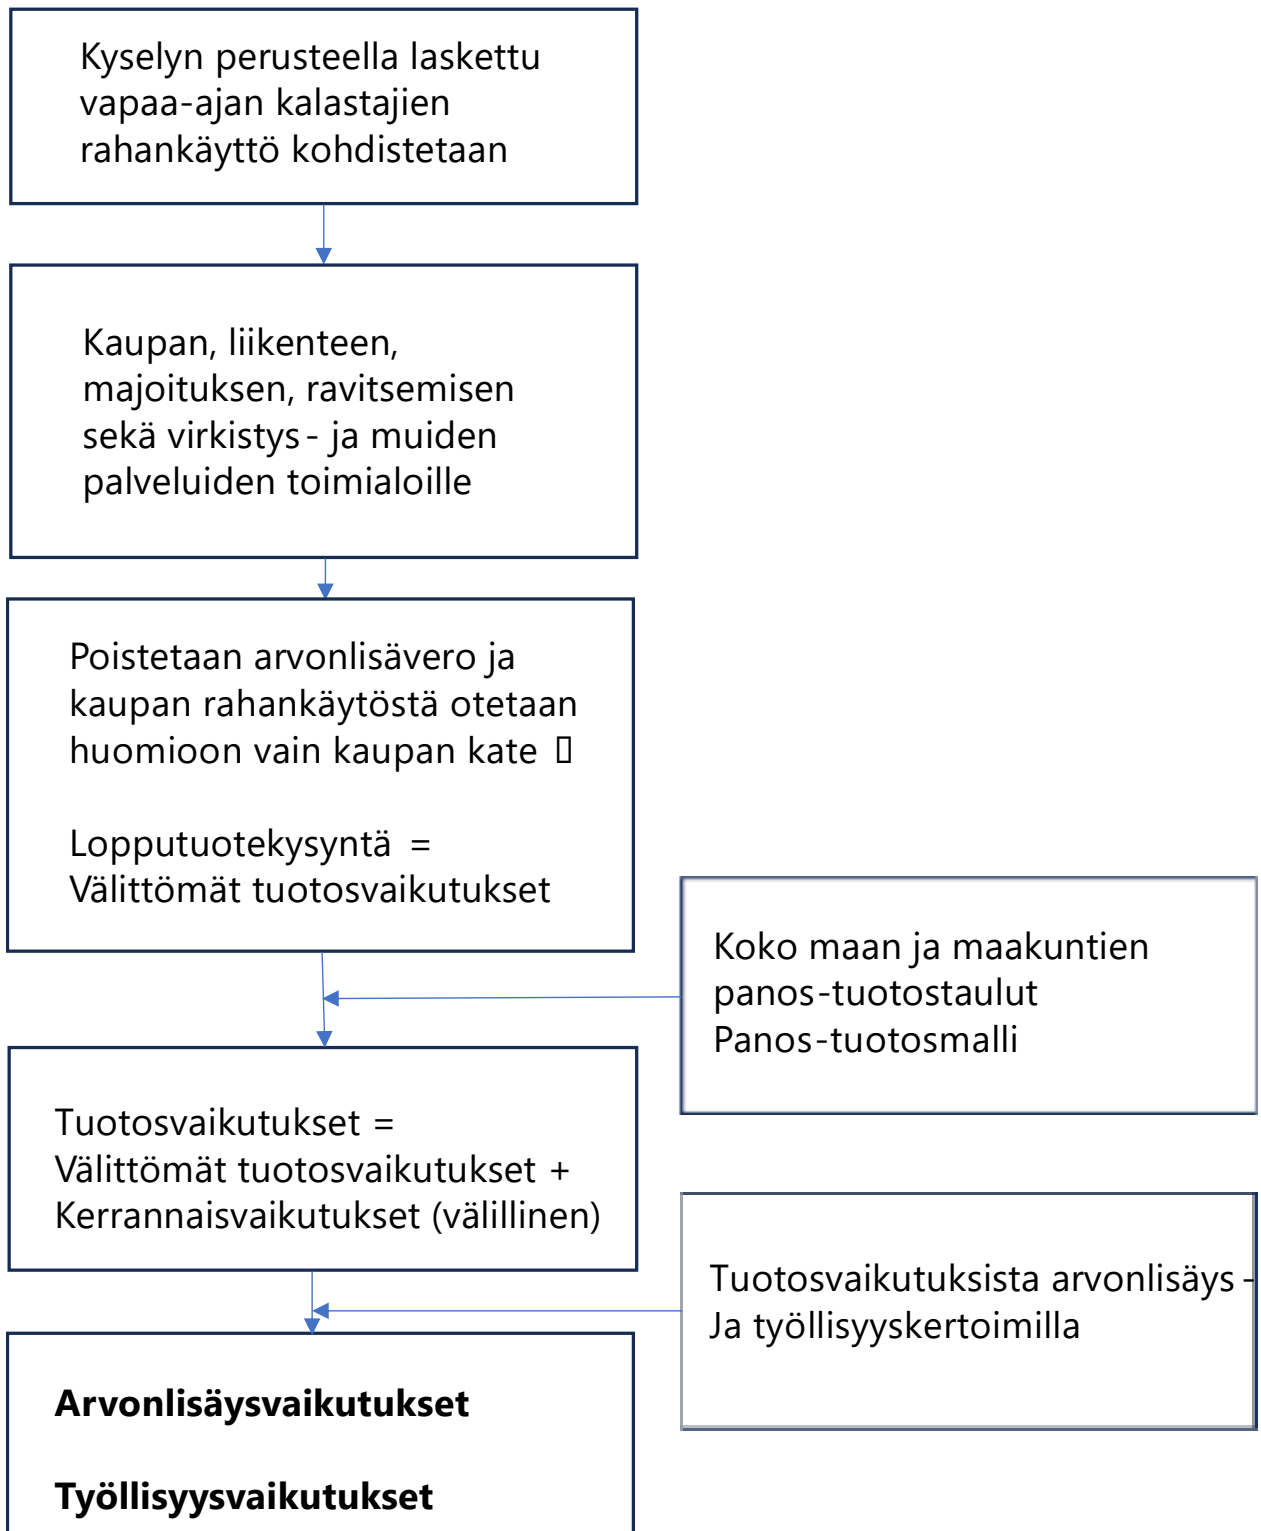 Kyselyn perusteella laskettu
vapaa-ajan kalastajien
rahankäyttö kohdistetaan
Kaupan, liikenteen,
majoituksen, ravitsemisen
sekä virkistys- ja muiden
palveluiden toimialoille
Poistetaan arvonlisävero ja
kaupan rahankäytöstä otetaan
huomioon vain kaupan kate
Lopputuotekysyntä =
Välittömät tuotosvaikutukset
Koko maan ja maakuntien
panos-tuotostaulut
Panos-tuotosmalli
Tuotosvaikutukset =
Välittömät tuotosvaikutukset +
Kerrannaisvaikutukset (välillinen)
Tuotosvaikutuksista arvonlisäys-
Ja työllisyyskertoimilla
Arvonlisäysvaikutukset
Työllisyysvaikutukset